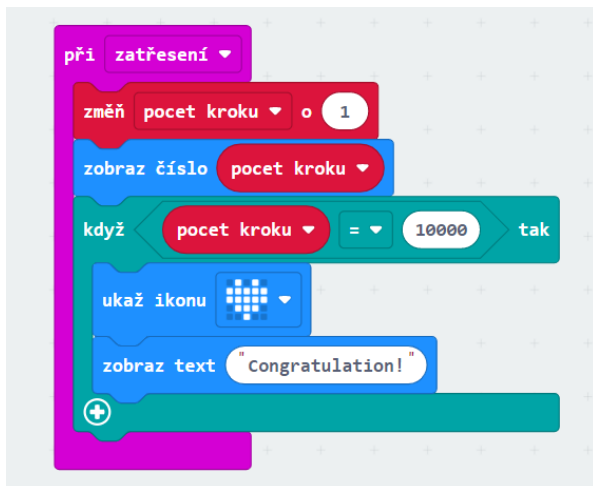 při zatřesení
změň pocet kroku o 1
zobraz číslo pocet kroku
když pocet kroku = 10000 tak
ukaž ikonu
zobraz text "Congratulation!"